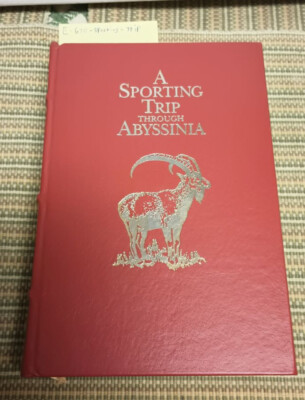 A
SPORTING
TRIP
THROUGH
ABYSSINIA